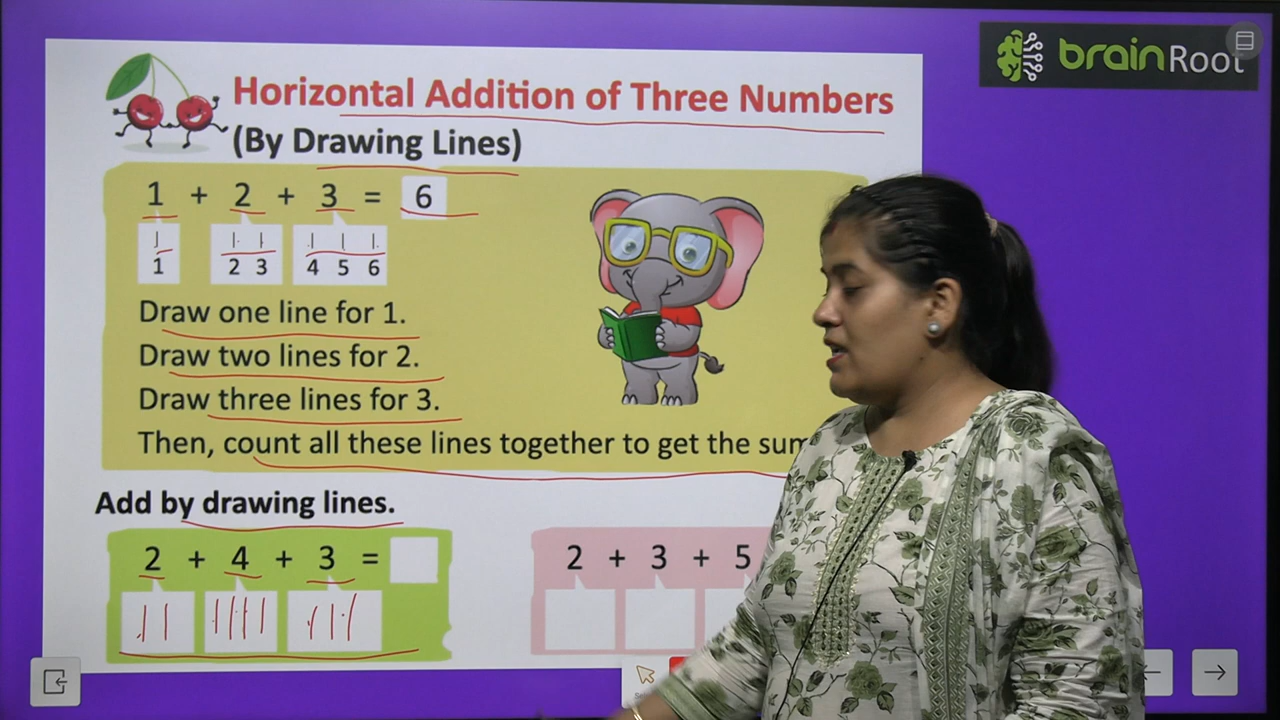 brainRoot
Horizontal Addition of Three Numbers
(By Drawing Lines)
1 + 2 + 3 = 6
1 2 3 4 5 6
Draw one line for 1.
Draw two lines for 2.
Draw three lines for 3.
Then, count all these lines together to get the
Add by drawing lines.
2 + 4 + 3 =
2 + 3 + 5